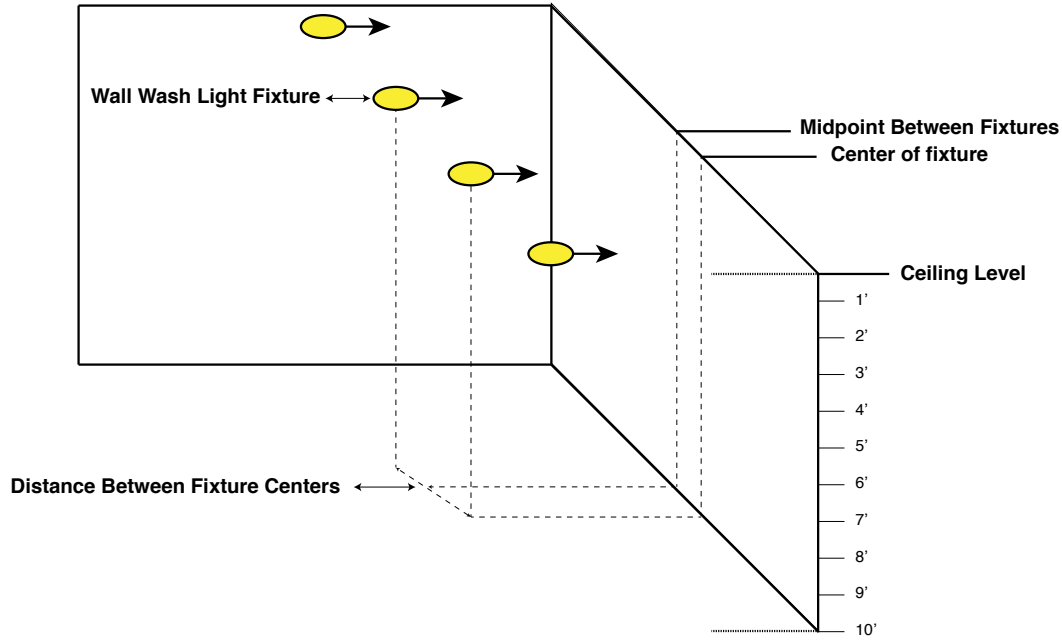 Wall Wash Light Fixture
Midpoint Between Fixtures
Center of fixture
Ceiling Level
1’
2’
3’
4’
5’
6’
Distance Between Fixture Centers
7’
8’
9’
10’